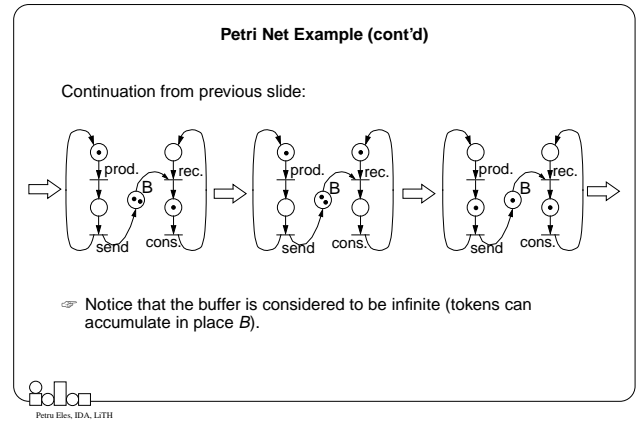 Petri Net Example (cont’d)
Continuation from previous slide:
prod.
rec.
B
send
cons.
prod.
rec.
B
send
cons.
prod.
rec.
B
send
cons.
☞ Notice that the buffer is considered to be infinite (tokens can
accumulate in place B).
Petru Eles, IDA, LiTH